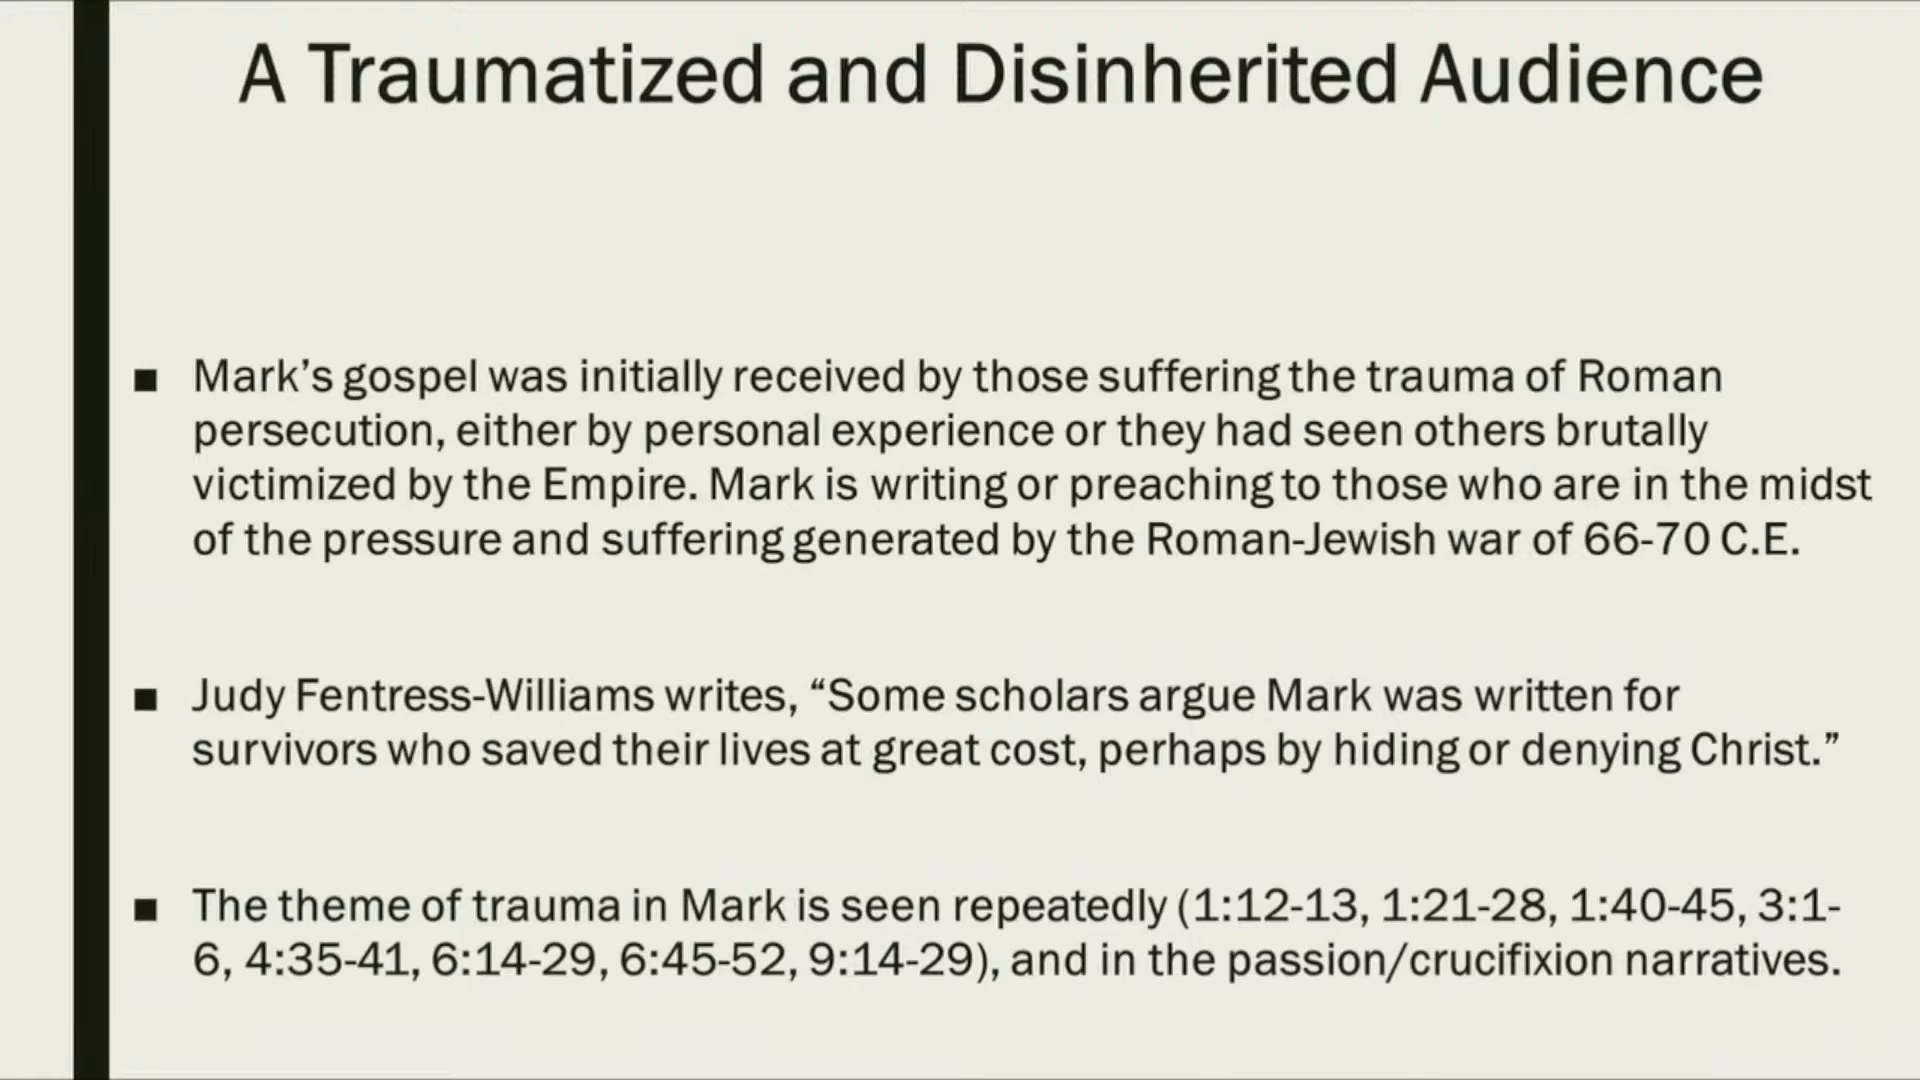 A Traumatized and Disinherited Audience
■ Mark’s gospel was initially received by those suffering the trauma of Roman
persecution, either by personal experience or they had seen others brutally
victimized by the Empire. Mark is writing or preaching to those who are in the midst
of the pressure and suffering generated by the Roman-Jewish war of 66-70 C.E.
■ Judy Fentress-Williams writes, “Some scholars argue Mark was written for
survivors who saved their lives at great cost, perhaps by hiding or denying Christ.”
■ The theme of trauma in Mark is seen repeatedly (1:12-13, 1:21-28, 1:40-45, 3:1-
6, 4:35-41, 6:14-29, 6:45-52, 9:14-29), and in the passion/crucifixion narratives.